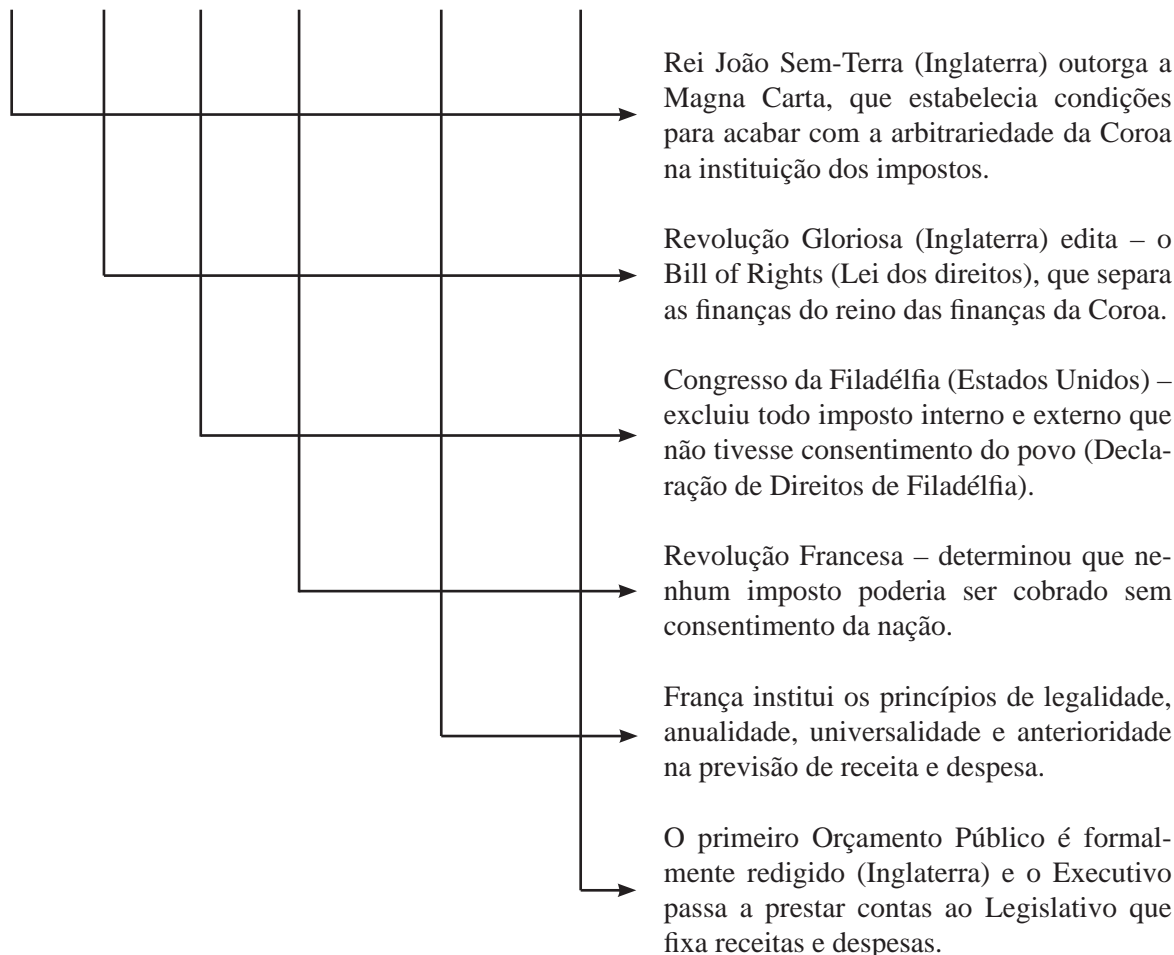 Rei João Sem-Terra (Inglaterra) outorga a
Magna Carta, que estabelecia condições
para acabar com a arbitrariedade da Coroa
na instituição dos impostos.
Revolução Gloriosa (Inglaterra) edita – o
Bill of Rights (Lei dos direitos), que separa
as finanças do reino das finanças da Coroa.
Congresso da Filadélfia (Estados Unidos) –
excluiu todo imposto interno e externo que
não tivesse consentimento do povo (Decla-
ração de Direitos de Filadélfia).
Revolução Francesa – determinou que ne-
nhum imposto poderia ser cobrado sem
consentimento da nação.
França institui os princípios de legalidade,
anualidade, universalidade e anterioridade
na previsão de receita e despesa.
O primeiro Orçamento Público é formal-
mente redigido (Inglaterra) e o Executivo
passa a prestar contas ao Legislativo que
fixa receitas e despesas.